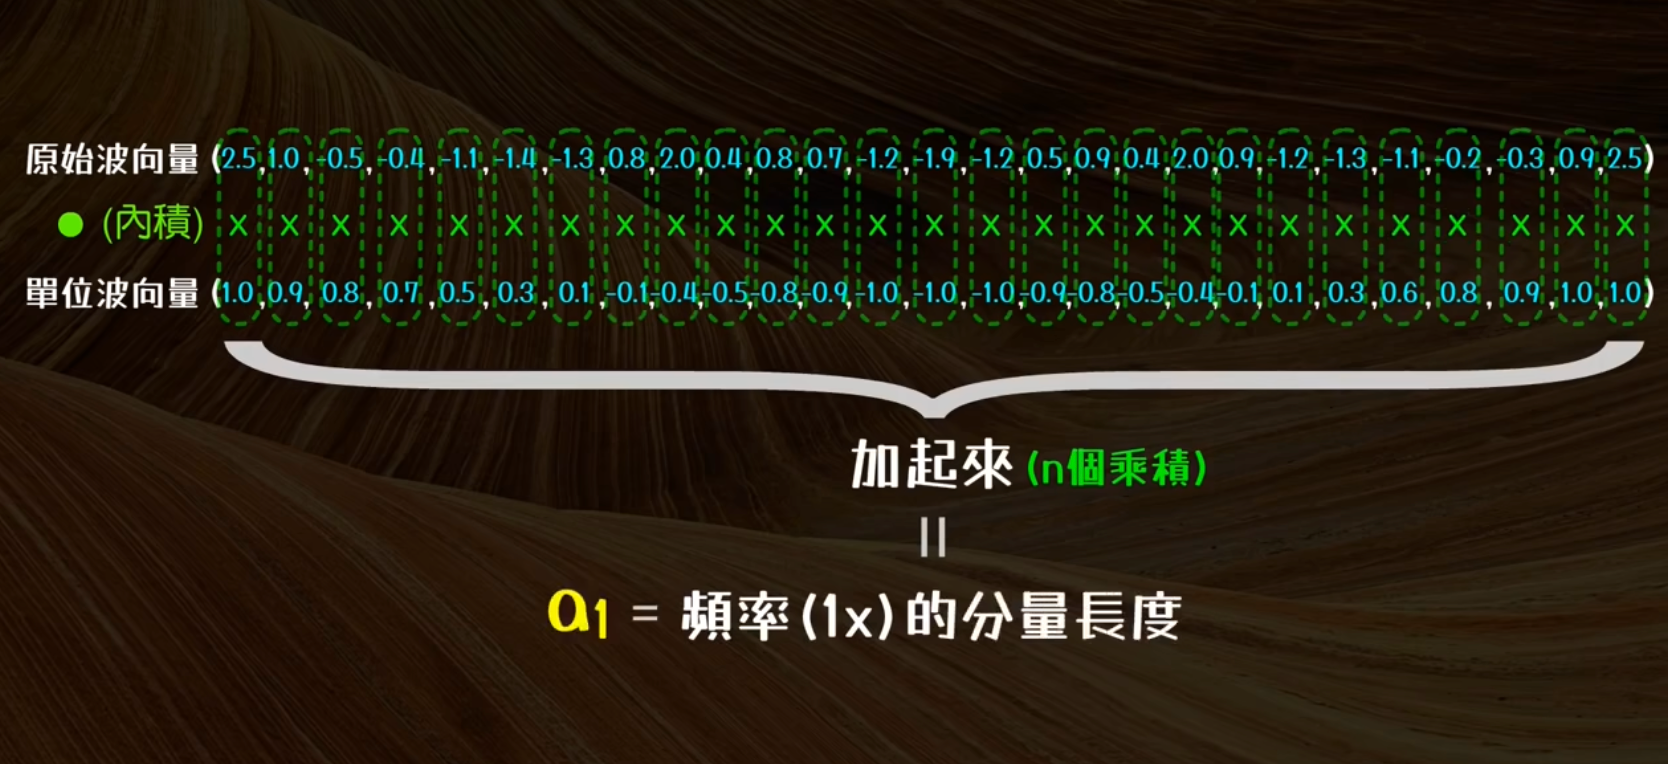 原始波向量 (2.5, 1.0, -0.5, -0.4, -1.1, -1.4, -1.3, 0.8, 2.0, 0.4, 0.8, 0.7, -1.2, -1.9, -1.2, 0.5, 0.9, 0.4, 2.0, 0.9, -1.2, -1.3, -1.1, -0.2, -0.3, 0.9, 2.5)
● (內積) x x x x x x x x x x x x x x x x x x x x x x x x x x x
單位波向量 (1.0, 0.9, 0.8, 0.7, 0.5, 0.3, 0.1, -0.1, -0.4, -0.5, -0.8, -0.9, -1.0, -1.0, -1.0, -0.9, -0.8, -0.5, -0.4, -0.1, 0.1, 0.3, 0.6, 0.8, 0.9, 1.0, 1.0)
加起來 (n個乘積)
=
a1 = 頻率(1x)的分量長度